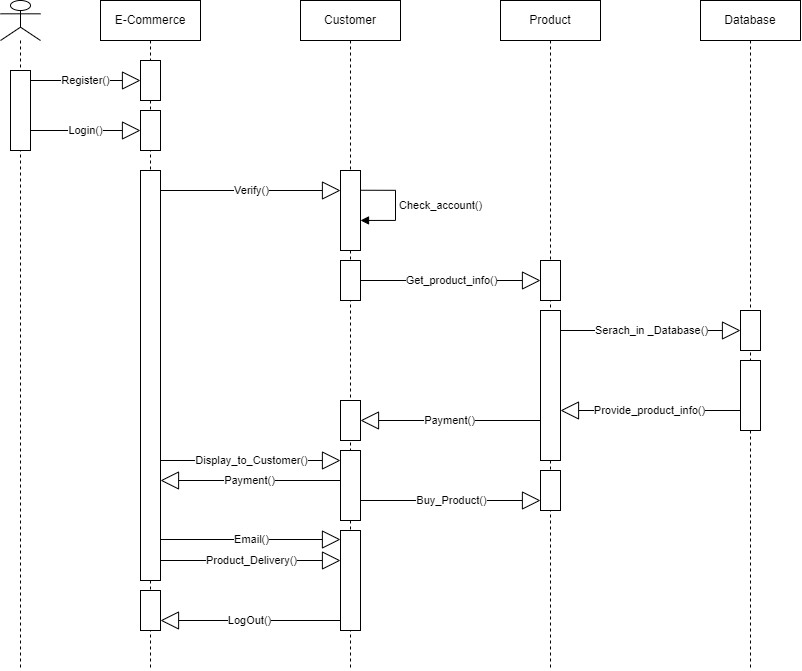 E-Commerce
Customer
Product
Database
Register()
Login()
Verify()
Check_account()
Get_product_info()
Serach_in _Database()
Provide_product_info()
Payment()
Display_to_Customer()
Payment()
Buy_Product()
Email()
Product_Delivery()
LogOut()